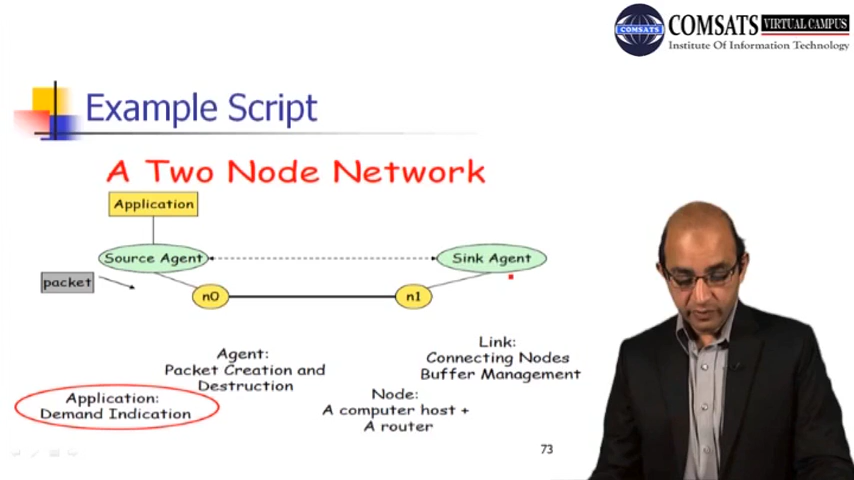 COMSATS
COMSATS VIRTUAL CAMPUS
Institute Of Information Technology
Example Script
A Two Node Network
Application
Source Agent
Sink Agent
packet
n0
n1
Link:
Connecting Nodes
Buffer Management
Agent:
Packet Creation and
Destruction
Node:
A computer host +
A router
Application:
Demand Indication
73